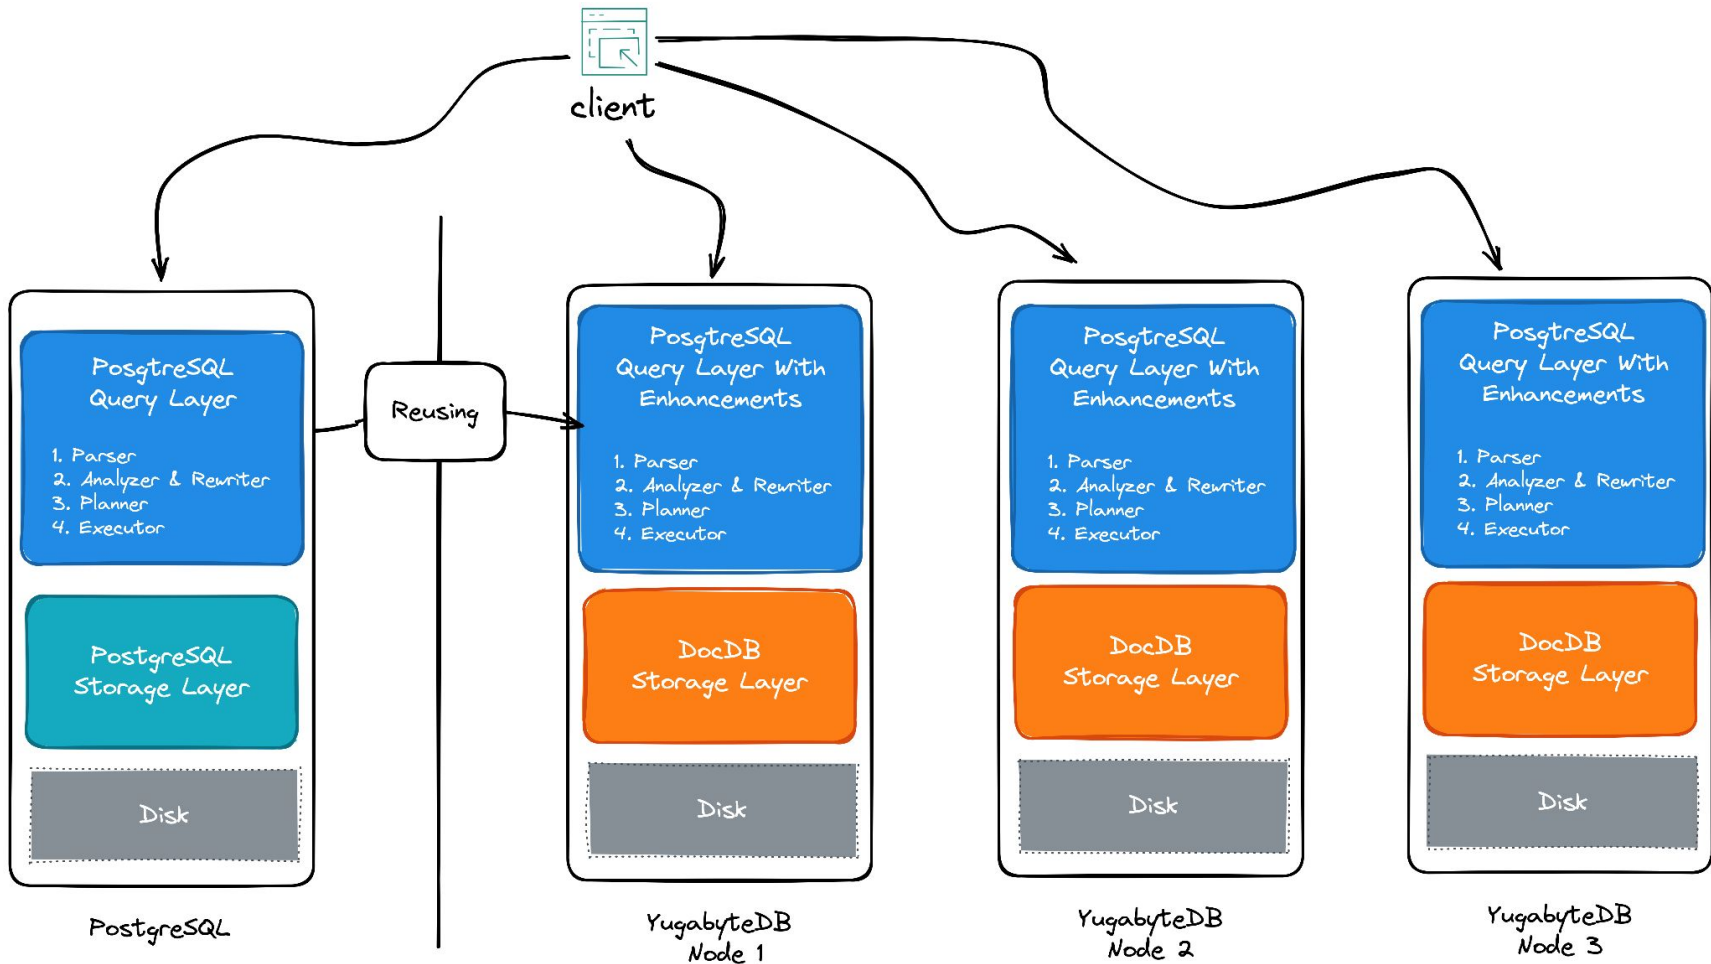 client
PosgtreSQL
Query Layer
1. Parser
2. Analyzer & Rewriter
3. Planner
4. Executor
PostgreSQL
Storage Layer
Disk
PostgreSQL
Reusing
PosgtreSQL
Query Layer With
Enhancements
1. Parser
2. Analyzer & Rewriter
3. Planner
4. Executor
DocDB
Storage Layer
Disk
YugabyteDB
Node 1
PosgtreSQL
Query Layer With
Enhancements
1. Parser
2. Analyzer & Rewriter
3. Planner
4. Executor
DocDB
Storage Layer
Disk
YugabyteDB
Node 2
PosgtreSQL
Query Layer With
Enhancements
1. Parser
2. Analyzer & Rewriter
3. Planner
4. Executor
DocDB
Storage Layer
Disk
YugabyteDB
Node 3